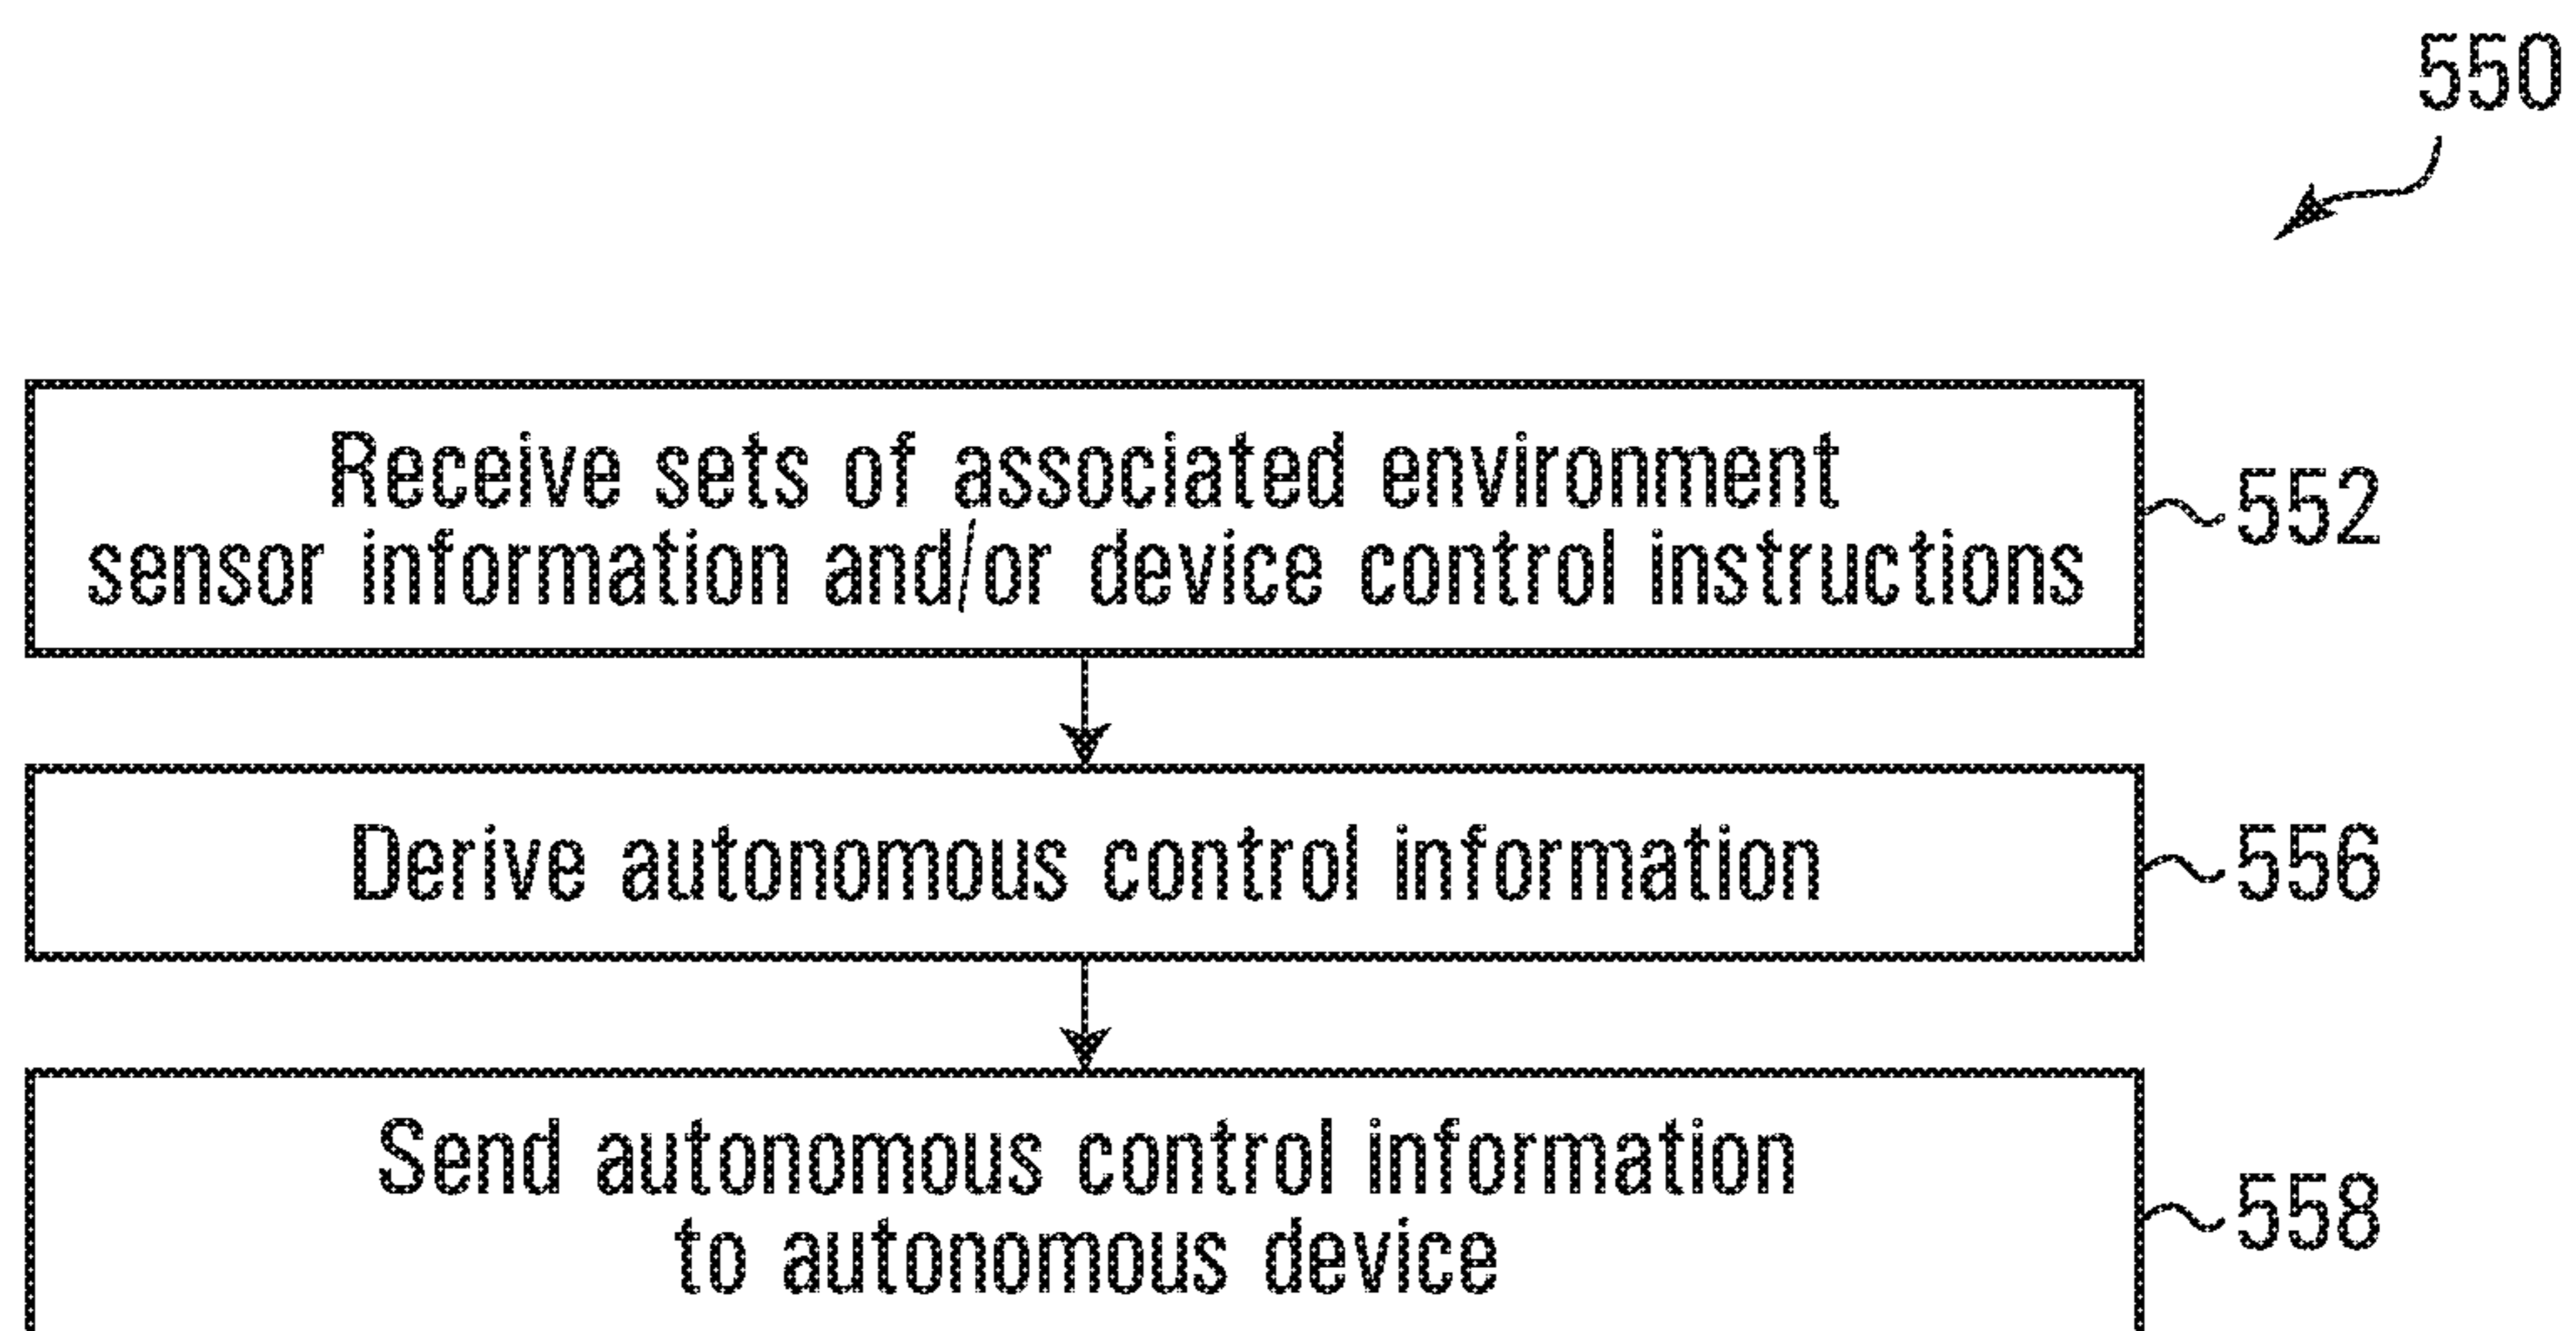 550
Receive sets of associated environment
sensor information and/or device control instructions
552
Derive autonomous control information
556
Send autonomous control information
to autonomous device
558